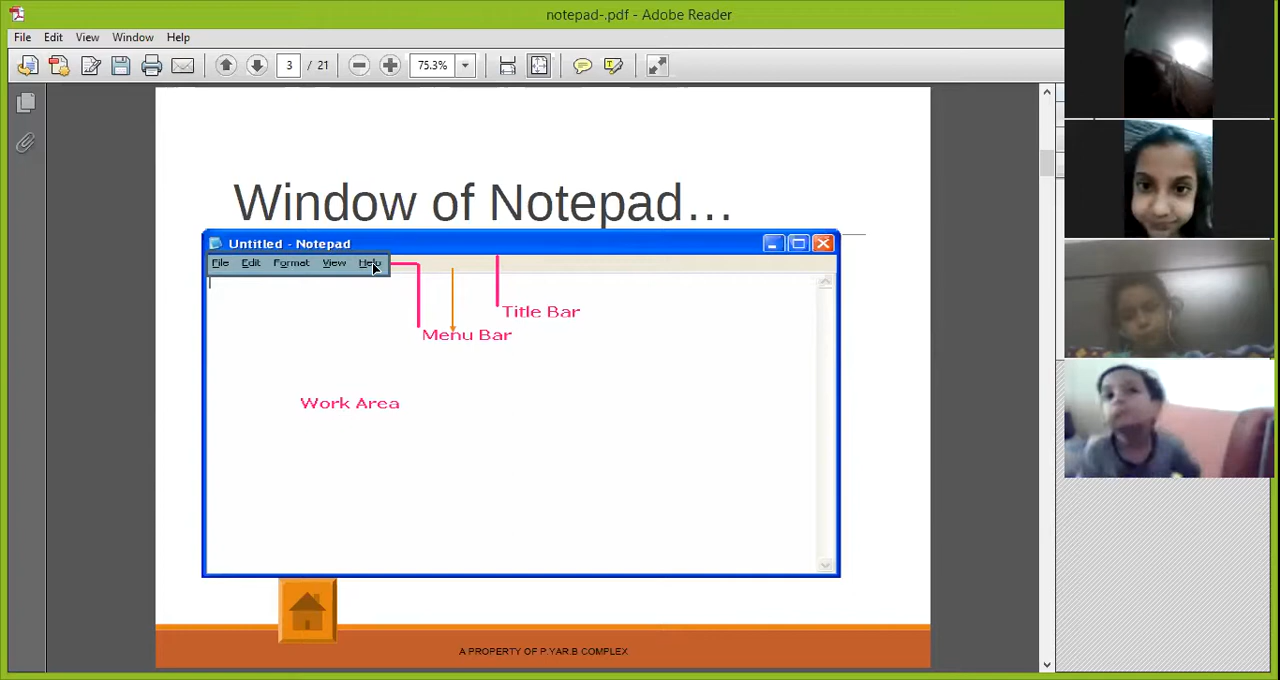 notepad-.pdf - Adobe Reader
File Edit View Window Help
3 / 21 75.3%
Window of Notepad…
Untitled - Notepad
File Edit Format View Help
Title Bar
Menu Bar
Work Area
A PROPERTY OF P.YAR.B COMPLEX